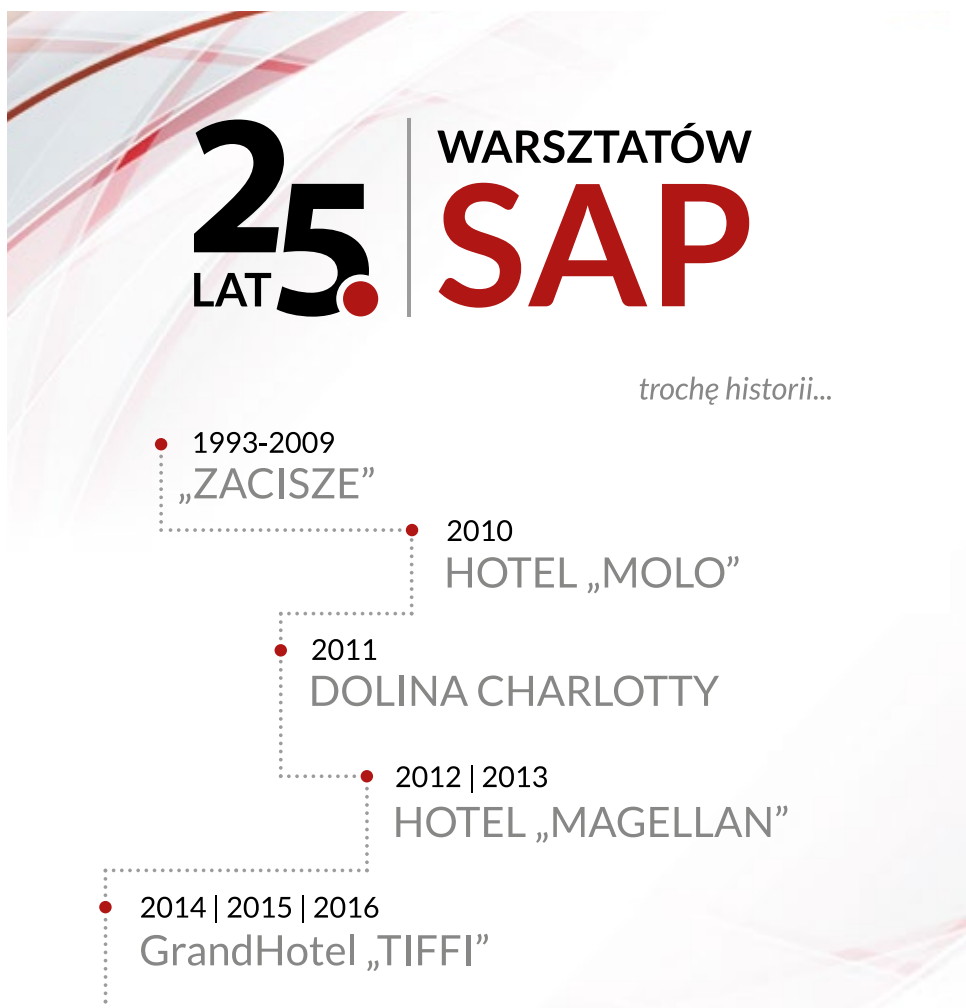 25.
LAT
WARSZTATÓW
SAP
trochę historii...
1993-2009
„ZACISZE”
2010
HOTEL „MOLO”
2011
DOLINA CHARLOTTY
2012 | 2013
HOTEL „MAGELLAN”
2014 | 2015 | 2016
GrandHotel „TIFFI”